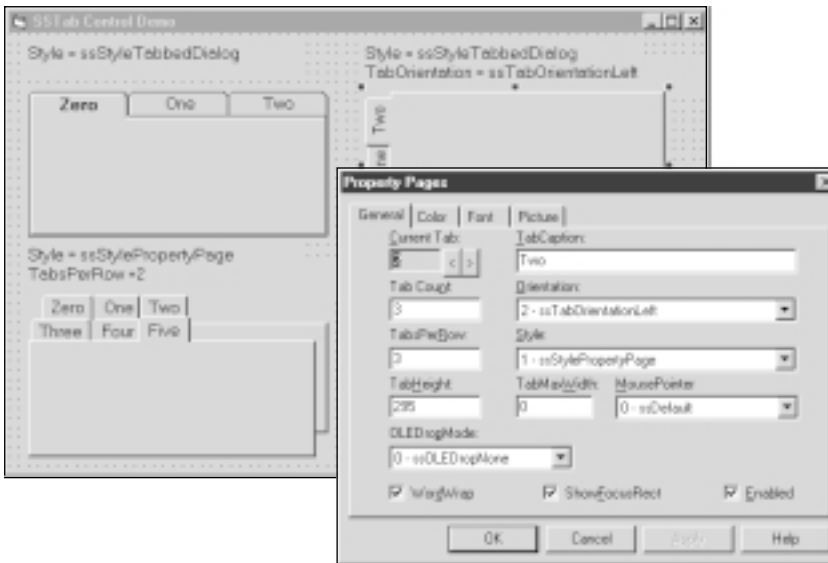 SSTab Control Demo
Style = ssStyleTabbedDialog
Style = ssStyleTabbedDialog
TabOrientation = ssTabOrientationLeft
Zero One Two
Two
Style = ssStylePropertyPage
TabsPerRow =2
Zero One Two
Three Four Five
Property Pages
General Color Font Picture
Current Tab: TabCaption:
< > Two
Tab Count: Orientation:
3 2 - ssTabOrientationLeft
TabsPerRow: Style:
3 1 - ssStylePropertyPage
TabHeight: TabMaxWidth: MousePointer
295 0 0 - ssDefault
OLEDropMode:
0 - ssOLEDropNone
WordWrap ShowFocusRect Enabled
OK Cancel Apply Help